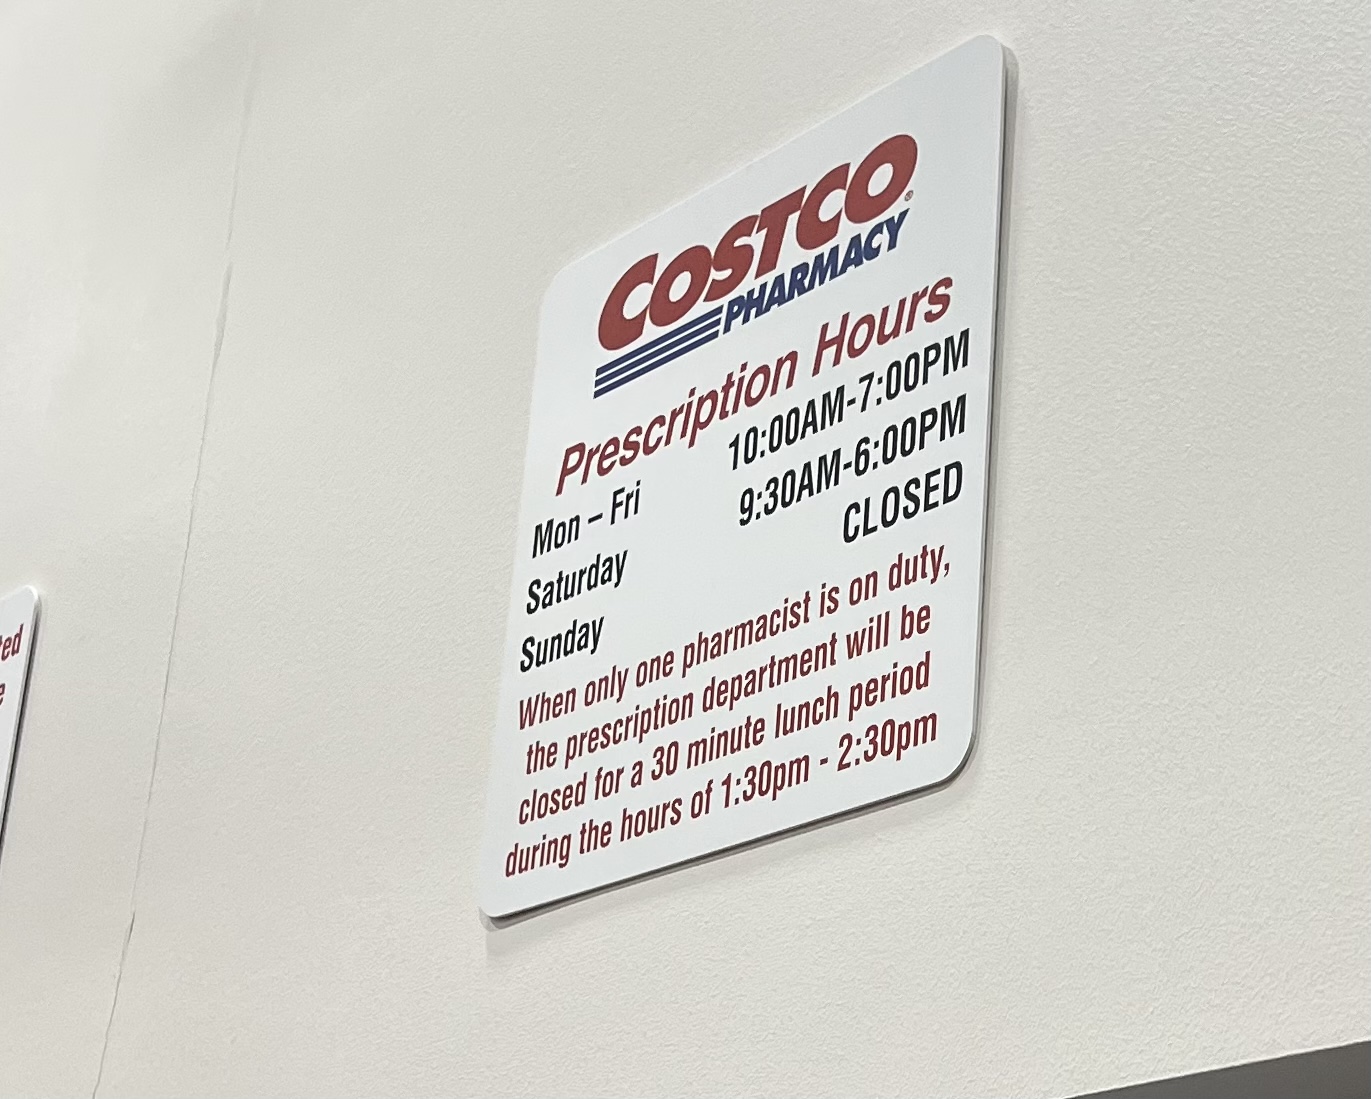 COSTCO®
PHARMACY
Prescription Hours
Mon – Fri 10:00AM-7:00PM
Saturday 9:30AM-6:00PM
Sunday CLOSED
When only one pharmacist is on duty,
the prescription department will be
closed for a 30 minute lunch period
during the hours of 1:30pm - 2:30pm